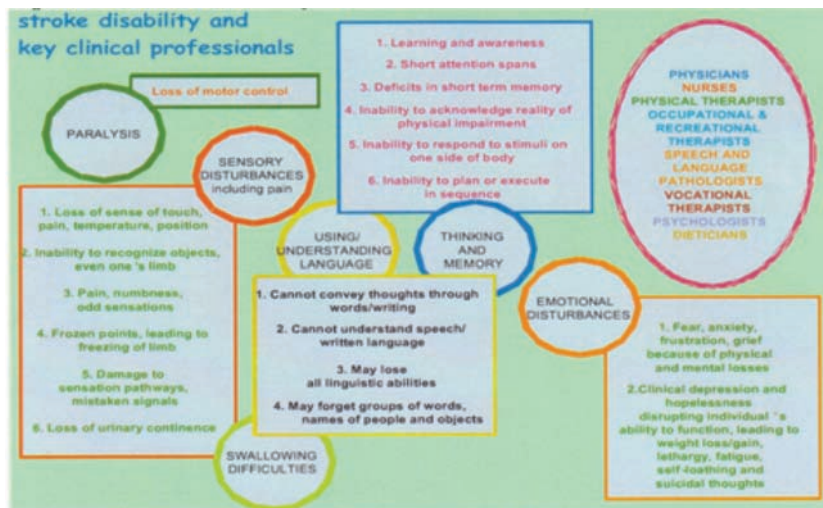 stroke disability and
key clinical professionals
Loss of motor control
PARALYSIS
SENSORY
DISTURBANCES
including pain
1. Loss of sense of touch,
pain, temperature, position
2. Inability to recognize objects,
even one's limb
3. Pain, numbness,
odd sensations
4. Frozen points, leading to
freezing of limb
5. Damage to
sensation pathways,
mistaken signals
6. Loss of urinary continence
USING/
UNDERSTANDING
LANGUAGE
1. Cannot convey thoughts through
words/writing
2. Cannot understand speech/
written language
3. May lose
all linguistic abilities
4. May forget groups of words,
names of people and objects
SWALLOWING
DIFFICULTIES
1. Learning and awareness
2. Short attention spans
3. Deficits in short term memory
4. Inability to acknowledge reality of
physical impairment
5. Inability to respond to stimuli on
one side of body
6. Inability to plan or execute
in sequence
THINKING
AND
MEMORY
EMOTIONAL
DISTURBANCES
1. Fear, anxiety,
frustration, grief
because of physical
and mental losses
2.Clinical depression and
hopelessness
disrupting individual 's
ability to function, leading to
weight loss/gain,
lethargy, fatigue,
self-loathing and
suicidal thoughts
PHYSICIANS
NURSES
PHYSICAL THERAPISTS
OCCUPATIONAL &
RECREATIONAL
THERAPISTS
SPEECH AND
LANGUAGE
PATHOLOGISTS
VOCATIONAL
THERAPISTS
PSYCHOLOGISTS
DIETICIANS